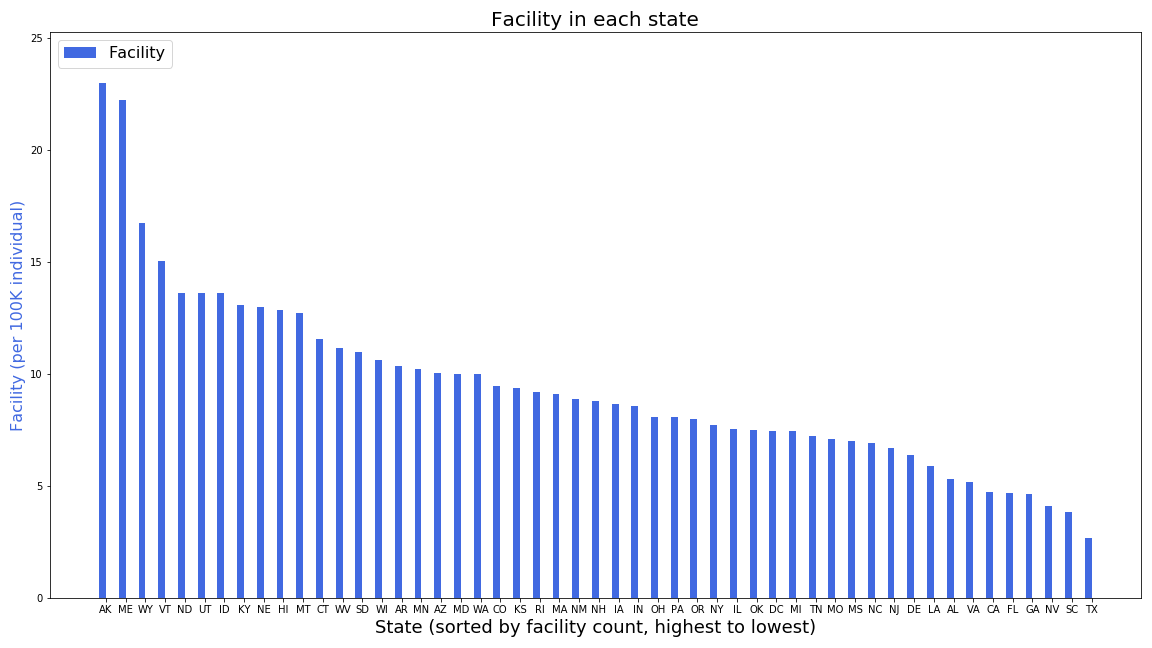 Facility in each state
Facility
25
20
15
10
5
0
Facility (per 100K individual)
AK ME WY VT ND UT ID KY NE HI MT CT WV SD WI AR MN AZ MD WA CO KS RI MA NM NH IA IN OH PA OR NY IL OK DC MI TN MO MS NC NJ DE LA AL VA CA FL GA NV SC TX
State (sorted by facility count, highest to lowest)